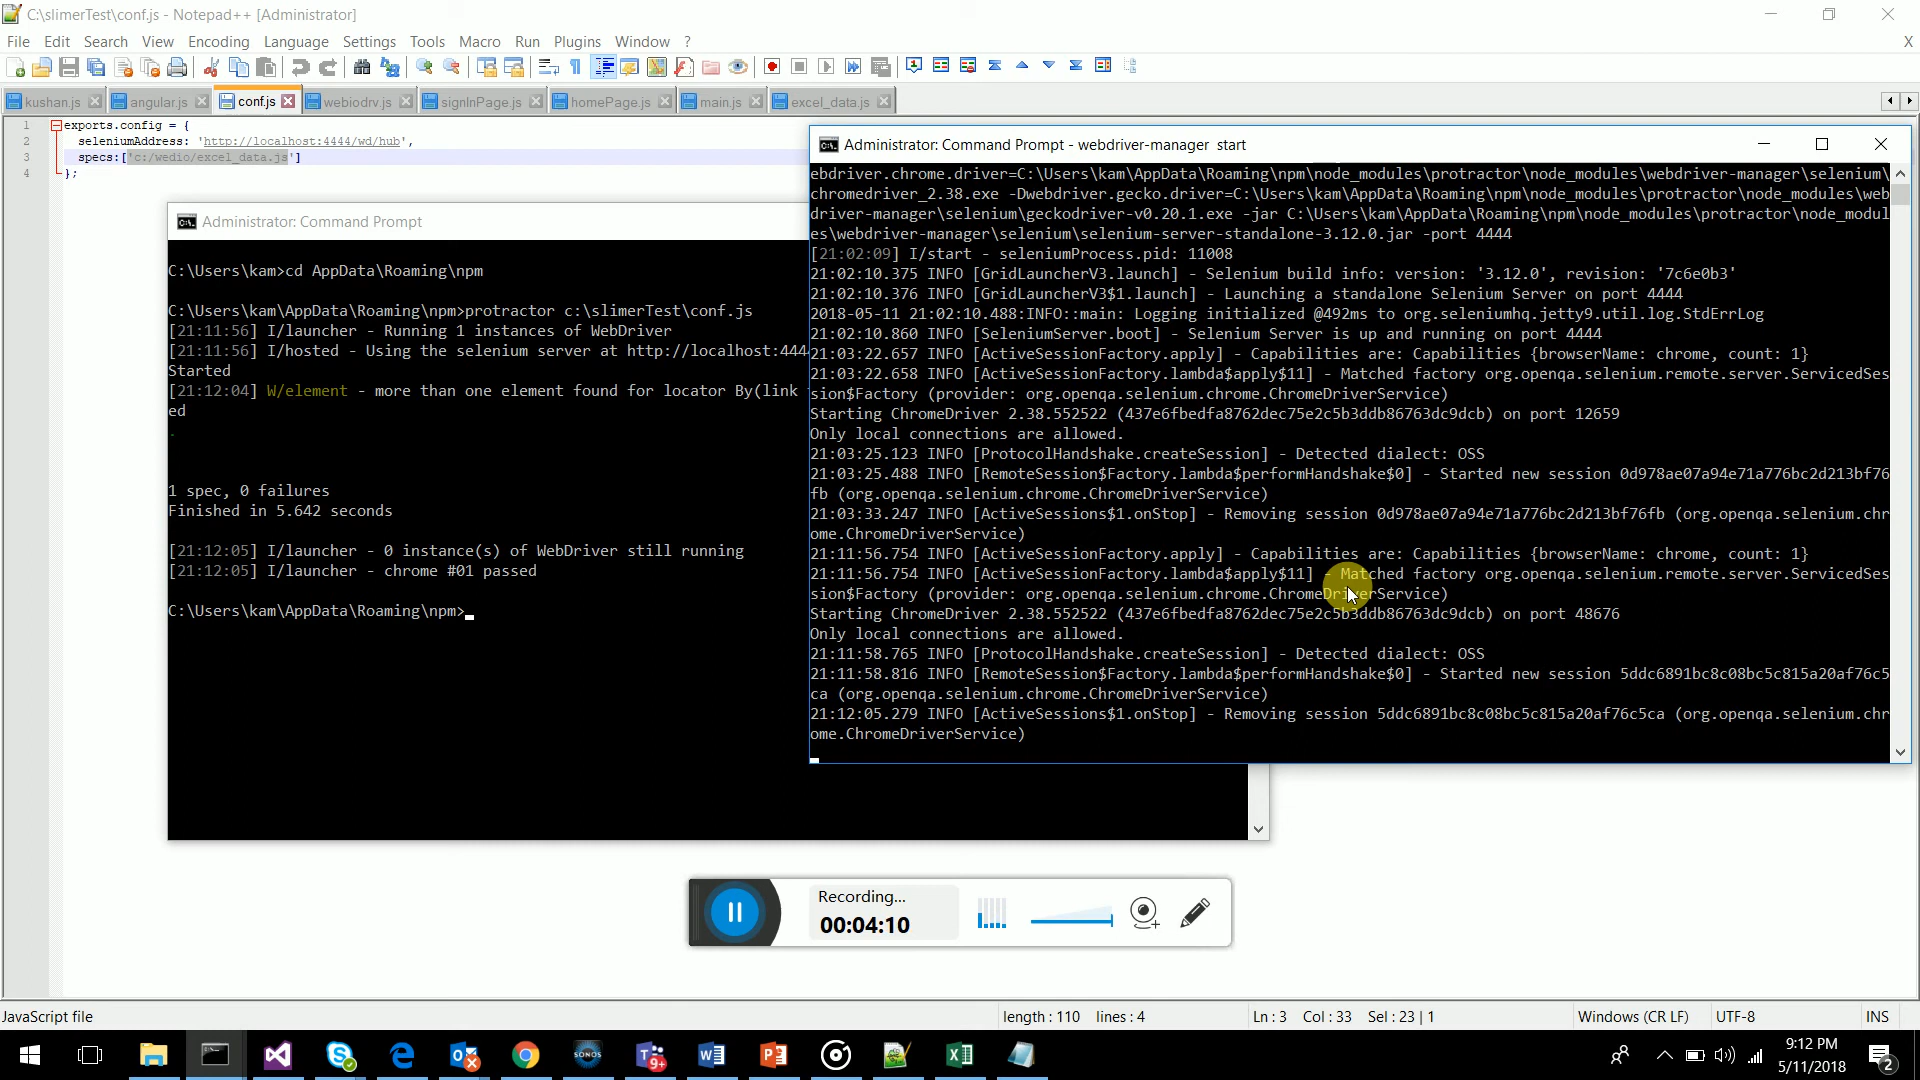 C:\slimerTest\conf.js - Notepad++ [Administrator]
File Edit Search View Encoding Language Settings Tools Macro Run Plugins Window ? X
kushan.js angular.js conf.js webiodrv.js signInPage.js homePage.js main.js excel_data.js
1 exports.config = {
2 seleniumAddress: 'http://localhost:4444/wd/hub',
3 specs:['c:/wedio/excel_data.js']
4 };
Administrator: Command Prompt
C:\Users\kam>cd AppData\Roaming\npm
C:\Users\kam\AppData\Roaming\npm>protractor c:\slimerTest\conf.js
[21:11:56] I/launcher - Running 1 instances of WebDriver
[21:11:56] I/hosted - Using the selenium server at http://localhost:444
Started
[21:12:04] W/element - more than one element found for locator By(link
ed
.
1 spec, 0 failures
Finished in 5.642 seconds
[21:12:05] I/launcher - 0 instance(s) of WebDriver still running
[21:12:05] I/launcher - chrome #01 passed
C:\Users\kam\AppData\Roaming\npm>
Administrator: Command Prompt - webdriver-manager start
ebdriver.chrome.driver=C:\Users\kam\AppData\Roaming\npm\node_modules\protractor\node_modules\webdriver-manager\selenium\
chromedriver_2.38.exe -Dwebdriver.gecko.driver=C:\Users\kam\AppData\Roaming\npm\node_modules\protractor\node_modules\web
driver-manager\selenium\geckodriver-v0.20.1.exe -jar C:\Users\kam\AppData\Roaming\npm\node_modules\protractor\node_modul
es\webdriver-manager\selenium\selenium-server-standalone-3.12.0.jar -port 4444
[21:02:09] I/start - seleniumProcess.pid: 11008
21:02:10.375 INFO [GridLauncherV3.launch] - Selenium build info: version: '3.12.0', revision: '7c6e0b3'
21:02:10.376 INFO [GridLauncherV3$1.launch] - Launching a standalone Selenium Server on port 4444
2018-05-11 21:02:10.488:INFO::main: Logging initialized @492ms to org.seleniumhq.jetty9.util.log.StdErrLog
21:02:10.860 INFO [SeleniumServer.boot] - Selenium Server is up and running on port 4444
21:03:22.657 INFO [ActiveSessionFactory.apply] - Capabilities are: Capabilities {browserName: chrome, count: 1}
21:03:22.658 INFO [ActiveSessionFactory.lambda$apply$11] - Matched factory org.openqa.selenium.remote.server.ServicedSes
sion$Factory (provider: org.openqa.selenium.chrome.ChromeDriverService)
Starting ChromeDriver 2.38.552522 (437e6fbedfa8762dec75e2c5b3ddb86763dc9dcb) on port 12659
Only local connections are allowed.
21:03:25.123 INFO [ProtocolHandshake.createSession] - Detected dialect: OSS
21:03:25.488 INFO [RemoteSession$Factory.lambda$performHandshake$0] - Started new session 0d978ae07a94e71a776bc2d213bf76
fb (org.openqa.selenium.chrome.ChromeDriverService)
21:03:33.247 INFO [ActiveSessions$1.onStop] - Removing session 0d978ae07a94e71a776bc2d213bf76fb (org.openqa.selenium.chr
ome.ChromeDriverService)
21:11:56.754 INFO [ActiveSessionFactory.apply] - Capabilities are: Capabilities {browserName: chrome, count: 1}
21:11:56.754 INFO [ActiveSessionFactory.lambda$apply$11] - Matched factory org.openqa.selenium.remote.server.ServicedSes
sion$Factory (provider: org.openqa.selenium.chrome.ChromeDriverService)
Starting ChromeDriver 2.38.552522 (437e6fbedfa8762dec75e2c5b3ddb86763dc9dcb) on port 48676
Only local connections are allowed.
21:11:58.765 INFO [ProtocolHandshake.createSession] - Detected dialect: OSS
21:11:58.816 INFO [RemoteSession$Factory.lambda$performHandshake$0] - Started new session 5ddc6891bc8c08bc5c815a20af76c5
ca (org.openqa.selenium.chrome.ChromeDriverService)
21:12:05.279 INFO [ActiveSessions$1.onStop] - Removing session 5ddc6891bc8c08bc5c815a20af76c5ca (org.openqa.selenium.chr
ome.ChromeDriverService)
Recording...
00:04:10
JavaScript file length : 110 lines : 4 Ln : 3 Col : 33 Sel : 23 | 1 Windows (CR LF) UTF-8 INS
SONOS
9+
9:12 PM
5/11/2018
2